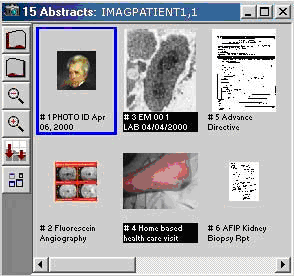 15 Abstracts: IMAGPATIENT1,1
# 1 PHOTO ID Apr
06, 2000
# 3 EM 00 1
LAB 04/04/2000
# 5 Advance
Directive
# 2 Fluorescein
Angiography
# 4 Home based
health care visit
# 6 AFIP Kidney
Biopsy Rpt